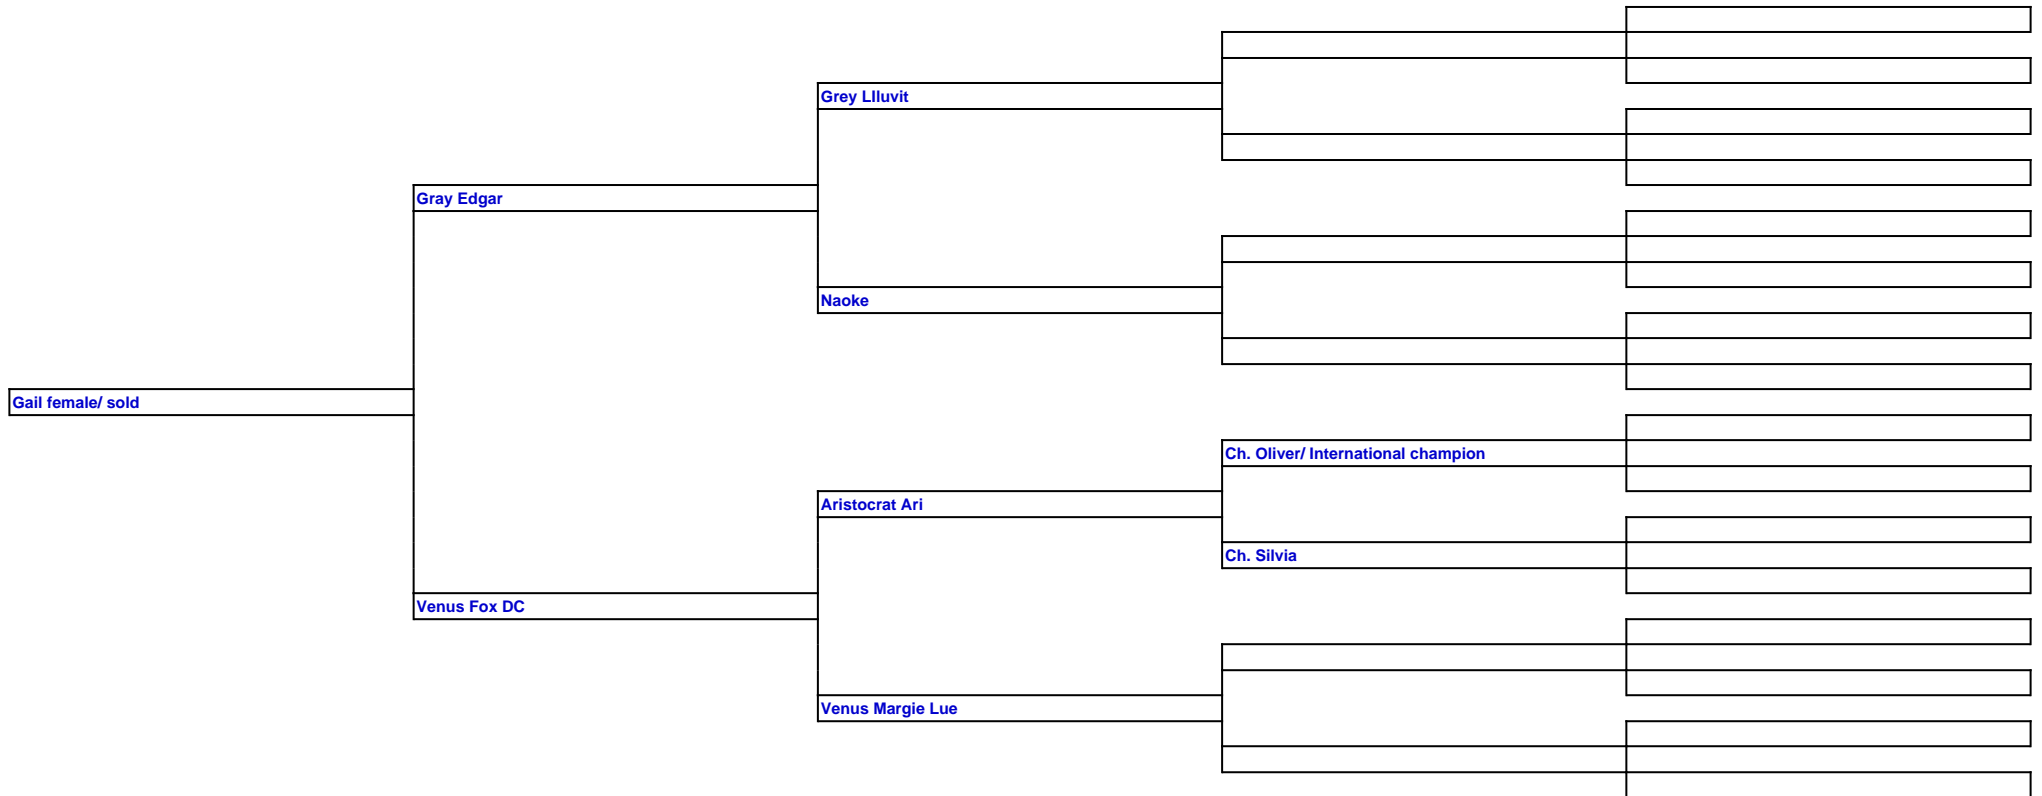 Grey LIluvit
Gray Edgar
Naoke
Gail female/ sold
Ch. Oliver/ International champion
Aristocrat Ari
Ch. Silvia
Venus Fox DC
Venus Margie Lue